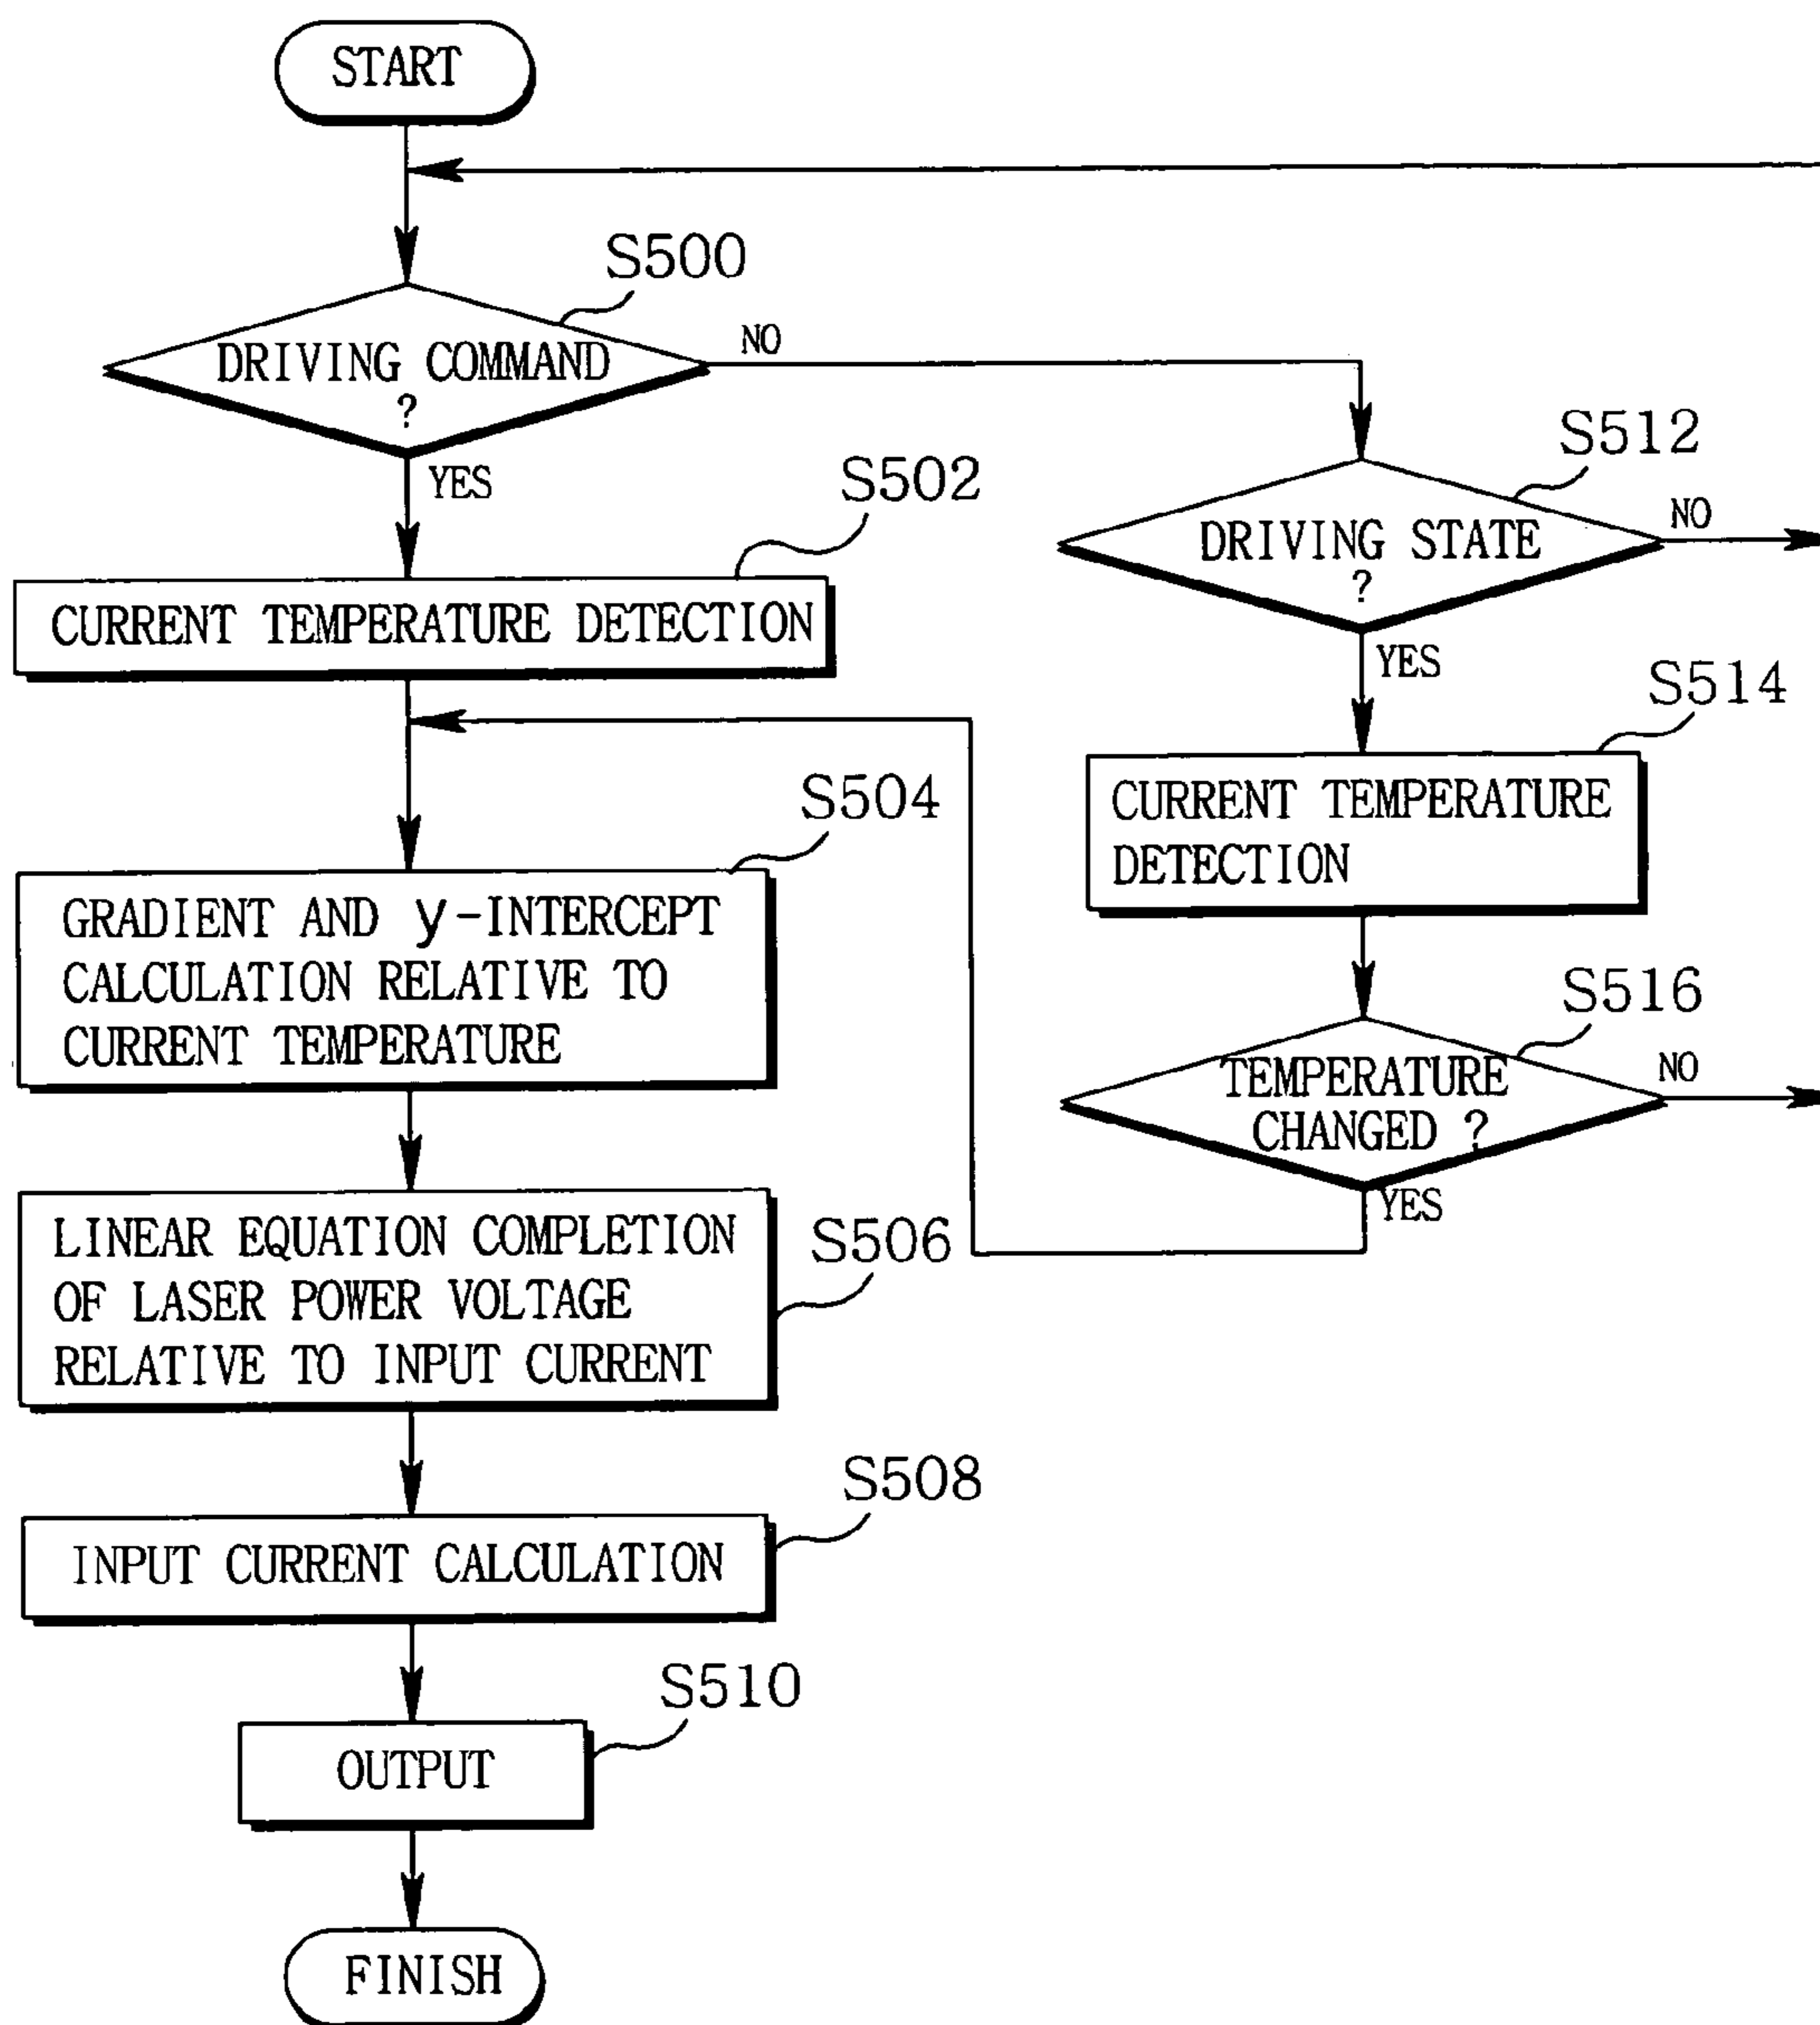 START
S500
DRIVING COMMAND
?
NO
YES
S502
CURRENT TEMPERATURE DETECTION
S504
GRADIENT AND y-INTERCEPT
CALCULATION RELATIVE TO
CURRENT TEMPERATURE
S506
LINEAR EQUATION COMPLETION
OF LASER POWER VOLTAGE
RELATIVE TO INPUT CURRENT
S508
INPUT CURRENT CALCULATION
S510
OUTPUT
FINISH
S512
DRIVING STATE
?
NO
YES
S514
CURRENT TEMPERATURE
DETECTION
S516
TEMPERATURE
CHANGED ?
NO
YES